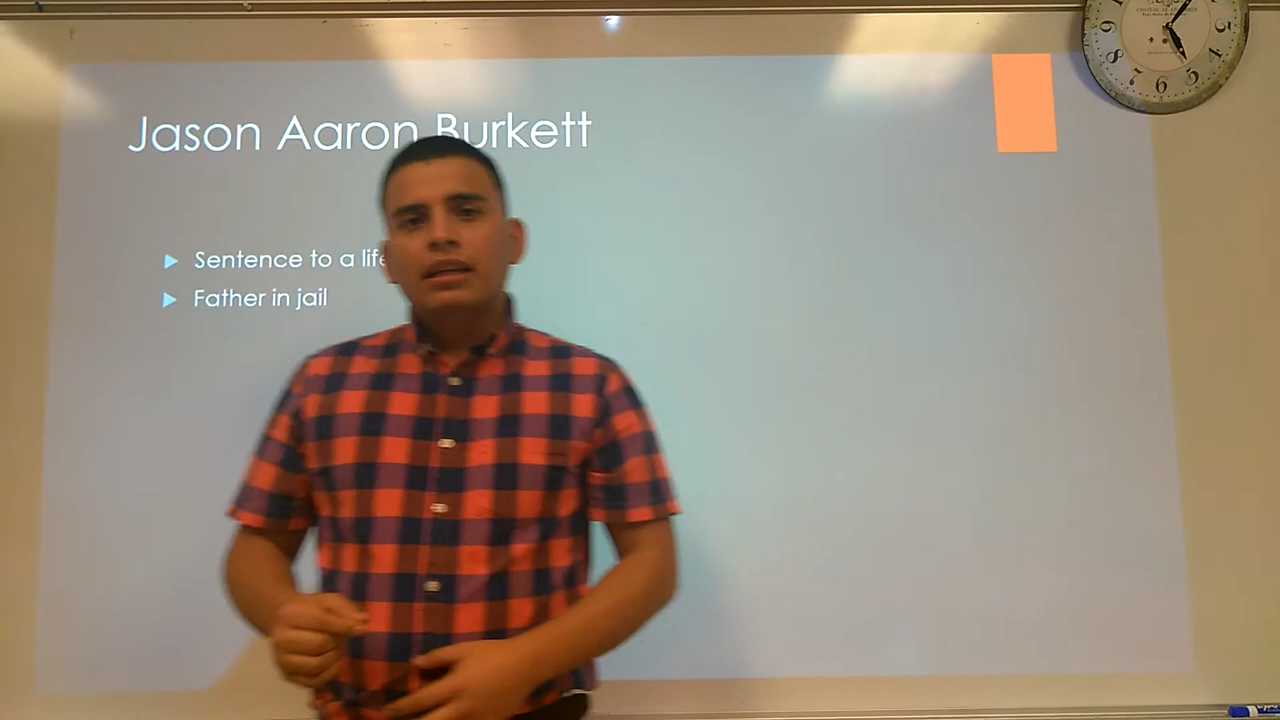 Jason Aaron Burkett
Sentence to a life
Father in jail